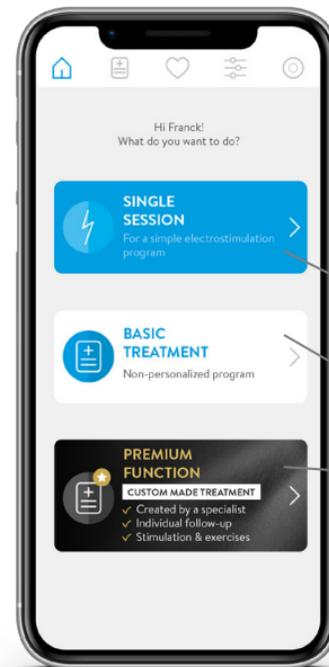 Hi Franck!
What do you want to do?
SINGLE
SESSION
For a simple electrostimulation
program
BASIC
TREATMENT
Non-personalized program
PREMIUM
FUNCTION
CUSTOM MADE TREATMENT
Created by a specialist
Individual follow-up
Stimulation & exercises